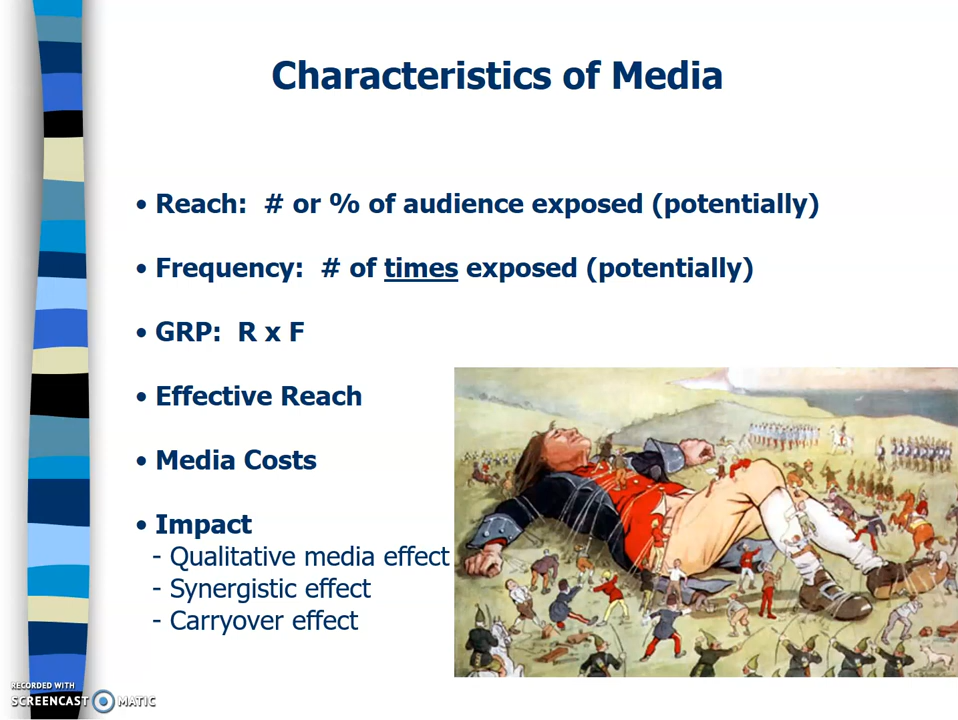 Characteristics of Media
• Reach: # or % of audience exposed (potentially)
• Frequency: # of times exposed (potentially)
• GRP: R x F
• Effective Reach
• Media Costs
• Impact
- Qualitative media effect
- Synergistic effect
- Carryover effect
RECORDED WITH
SCREENCAST MATIC